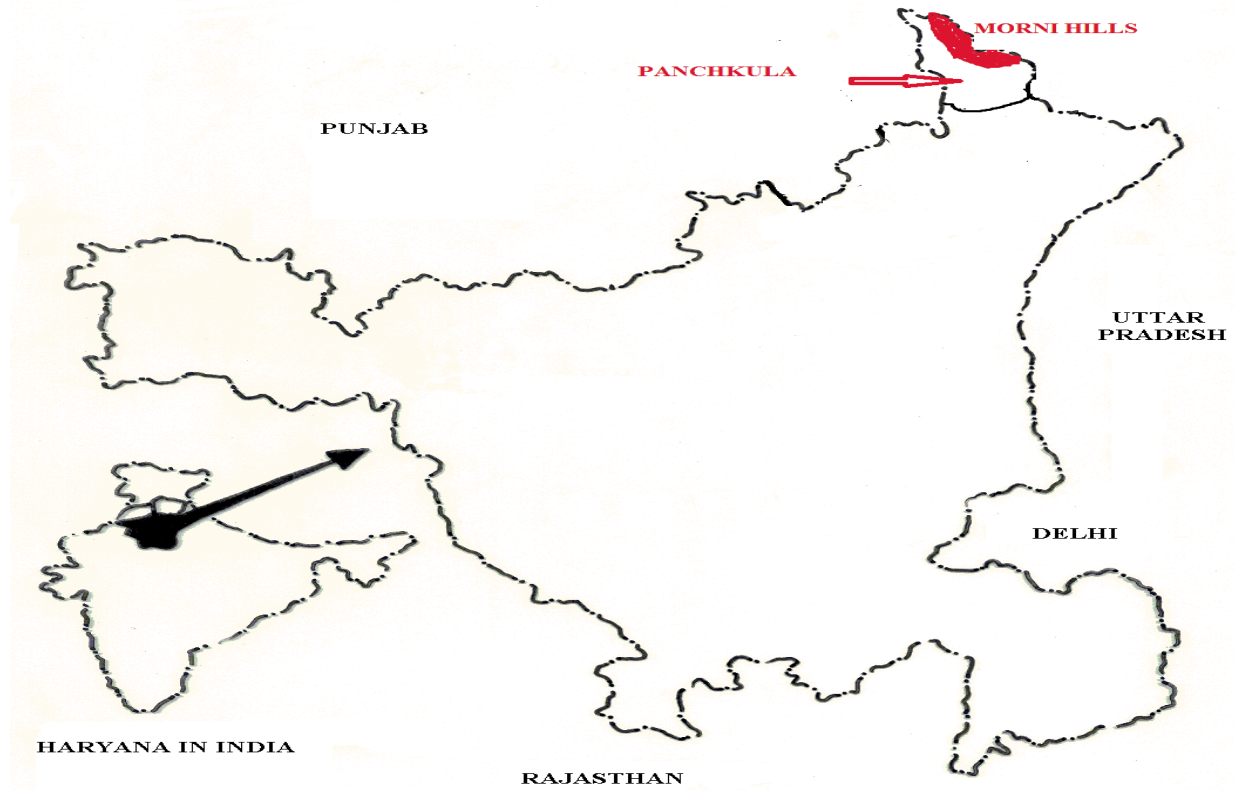 MORNI HILLS
PANCHKULA
PUNJAB
UTTAR
PRADESH
DELHI
HARYANA IN INDIA
RAJASTHAN